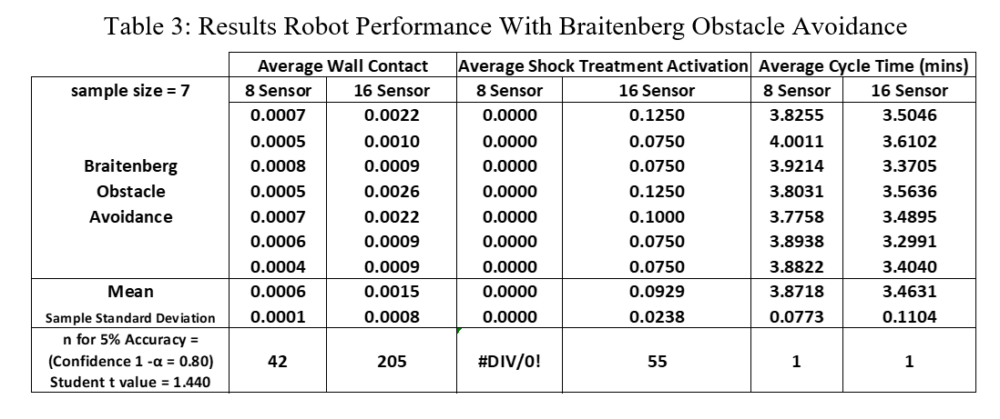 Table 3: Results Robot Performance With Braitenberg Obstacle Avoidance
Average Wall Contact Average Shock Treatment Activation Average Cycle Time (mins)
sample size = 7 8 Sensor 16 Sensor 8 Sensor 16 Sensor 8 Sensor 16 Sensor
0.0007 0.0022 0.0000 0.1250 3.8255 3.5046
0.0005 0.0010 0.0000 0.0750 4.0011 3.6102
Braitenberg 0.0008 0.0009 0.0000 0.0750 3.9214 3.3705
Obstacle 0.0005 0.0026 0.0000 0.1250 3.8031 3.5636
Avoidance 0.0007 0.0022 0.0000 0.1000 3.7758 3.4895
0.0006 0.0009 0.0000 0.0750 3.8938 3.2991
0.0004 0.0009 0.0000 0.0750 3.8822 3.4040
Mean 0.0006 0.0015 0.0000 0.0929 3.8718 3.4631
Sample Standard Deviation 0.0001 0.0008 0.0000 0.0238 0.0773 0.1104
n for 5% Accuracy =
(Confidence 1 -α = 0.80) 42 205 #DIV/0! 55 1 1
Student t value = 1.440